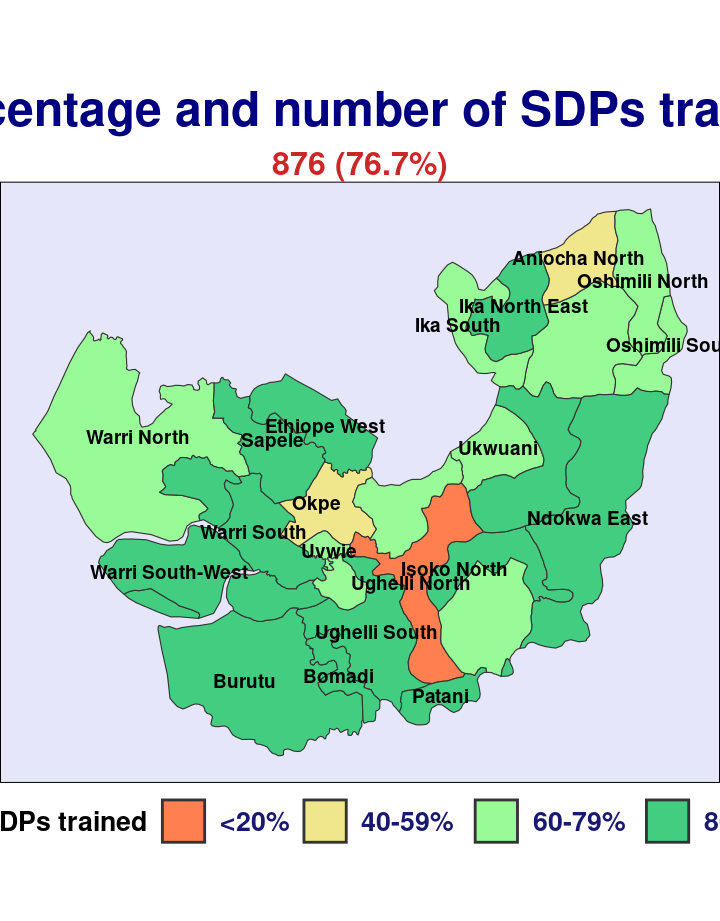 centage and number of SDPs tra
876 (76.7%)
Aniocha North
Oshimili North
Ika North East
Ika South
Oshimili Sou
Ethiope West
Warri North
Sapele
Ukwuani
Okpe
Ndokwa East
Warri South
Uvwie
Isoko North
Warri South-West
Ughelli North
Ughelli South
Bomadi
Burutu
Patani
DPs trained
<20%
40-59%
60-79%
8